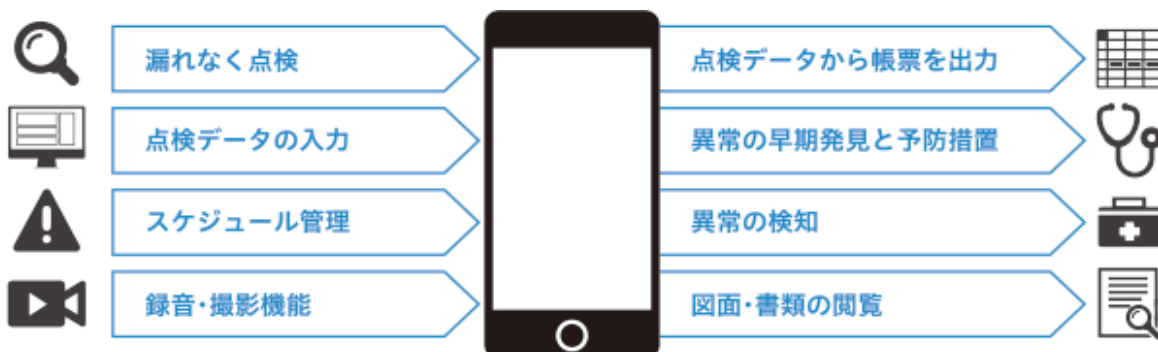 漏れなく点検
点検データの入力
スケジュール管理
録音・撮影機能
点検データから帳票を出力
異常の早期発見と予防措置
異常の検知
図面・書類の閲覧